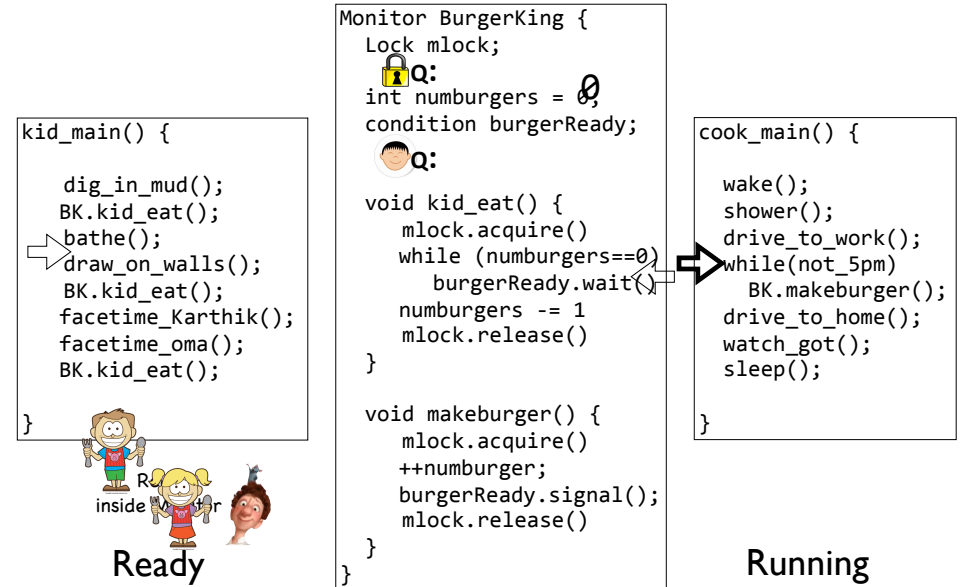 kid_main() {
dig_in_mud();
BK.kid_eat();
bathe();
draw_on_walls();
BK.kid_eat();
facetime_Karthik();
facetime_oma();
BK.kid_eat();
}
inside
Ready
Monitor BurgerKing {
Lock mlock;
Q:
int numburgers = 0;
0
condition burgerReady;
Q:
void kid_eat() {
mlock.acquire()
while (numburgers==0)
burgerReady.wait()
numburgers -= 1
mlock.release()
}
void makeburger() {
mlock.acquire()
++numburger;
burgerReady.signal();
mlock.release()
}
}
cook_main() {
wake();
shower();
drive_to_work();
while(not_5pm)
BK.makeburger();
drive_to_home();
watch_got();
sleep();
}
Running